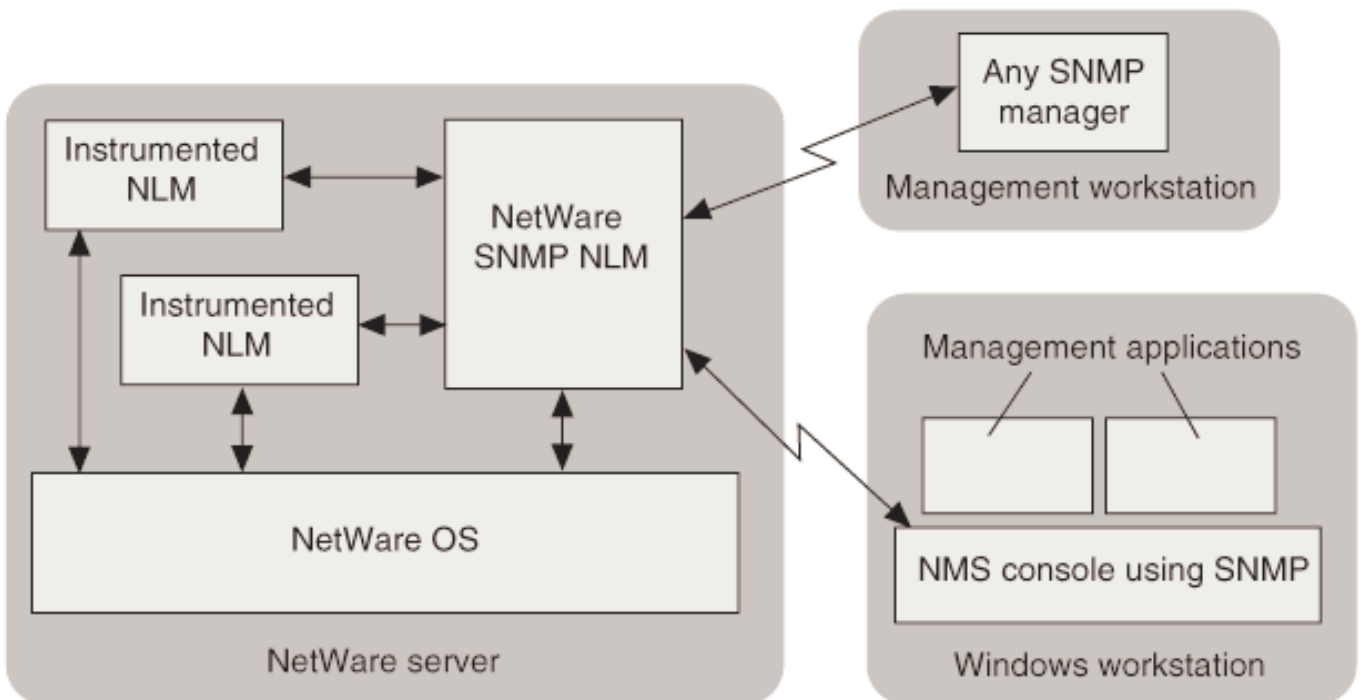 Instrumented
NLM
Instrumented
NLM
NetWare
SNMP NLM
NetWare OS
NetWare server
Any SNMP
manager
Management workstation
Management applications
NMS console using SNMP
Windows workstation